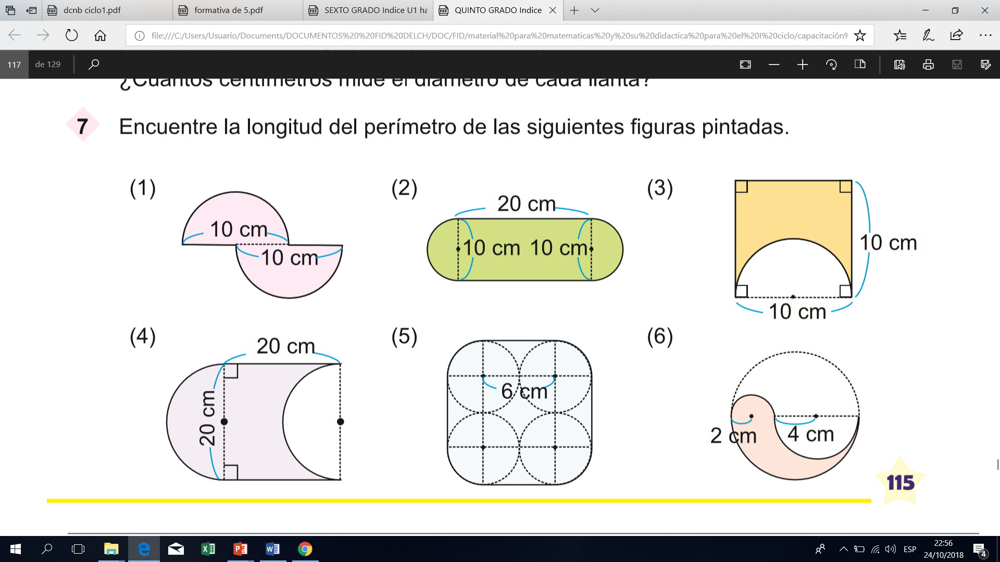 dcnb ciclo1.pdf
formativa de 5.pdf
SEXTO GRADO Indice U1 ha
QUINTO GRADO Indice
file:///C:/Users/Usuario/Documents/DOCUMENTOS%20%20FID%20DELCH/DOC/FID/material%20para%20matematicas%20y%20su%20didactica%20para%20el%20I%20ciclo/capacitación%
117 de 129
¿Cuántos centímetros mide el diámetro de cada llanta?
7 Encuentre la longitud del perímetro de las siguientes figuras pintadas.
(1)
10 cm
10 cm
(2)
20 cm
10 cm 10 cm
(3)
10 cm
10 cm
(4)
20 cm
20 cm
(5)
6 cm
(6)
2 cm
4 cm
115
ESP
22:56
24/10/2018
4